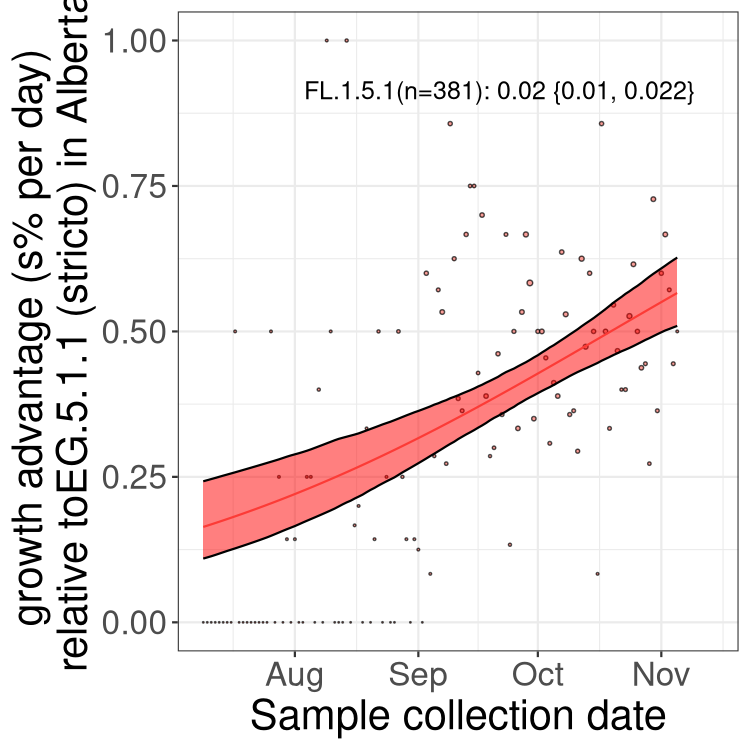 growth advantage (s% per day)
relative toEG.5.1.1 (stricto) in Alberta
1.00
0.75
0.50
0.25
0.00
FL.1.5.1(n=381): 0.02 {0.01, 0.022}
Aug Sep Oct Nov
Sample collection date